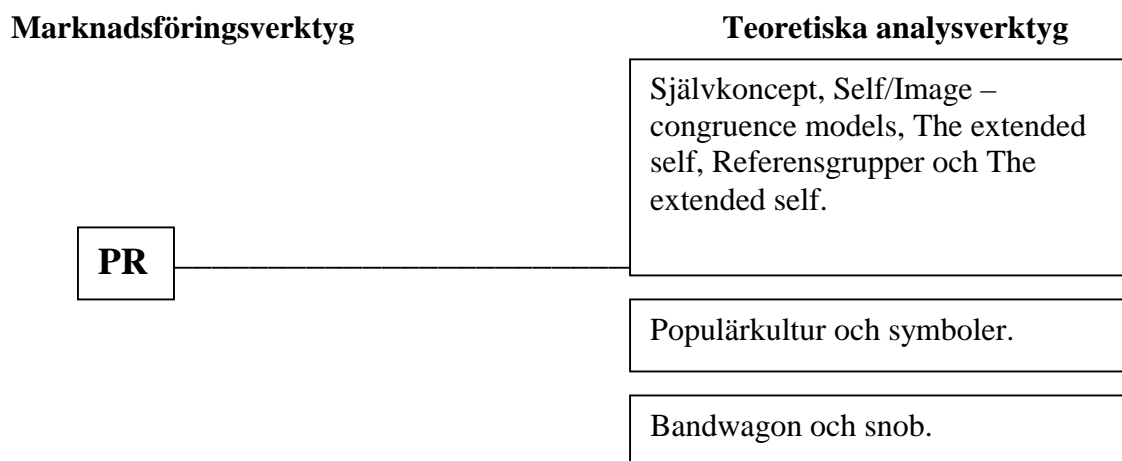 Marknadsföringsverktyg Teoretiska analysverktyg
Självkoncept, Self/Image –
congruence models, The extended
self, Referensgrupper och The
extended self.
PR
Populärkultur och symboler.
Bandwagon och snob.